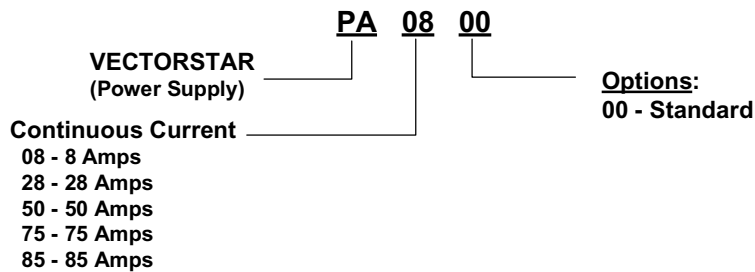 PA 08 00
VECTORSTAR
(Power Supply)
Options:
00 - Standard
Continuous Current
08 - 8 Amps
28 - 28 Amps
50 - 50 Amps
75 - 75 Amps
85 - 85 Amps